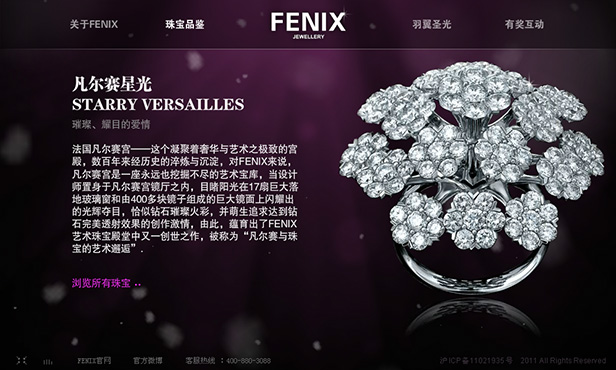 关于FENIX 珠宝品鉴 FENIX 羽翼圣光 有奖互动
JEWELLERY
凡尔赛星光
STARRY VERSAILLES
璀璨、耀目的爱情
法国凡尔赛宫——这个凝聚着奢华与艺术之极致的宫
殿，数百年来经历史的淬炼与沉淀，对FENIX来说，
凡尔赛宫是一座永远也挖掘不尽的艺术宝库，当设计
师置身于凡尔赛宫镜厅之内，目睹阳光在17扇巨大落
地玻璃窗和由400多块镜子组成的巨大镜面上闪耀出
的光辉夺目，恰似钻石璀璨火彩，并萌生追求达到钻
石完美透射效果的创作激情，由此，蕴育出了FENIX
艺术珠宝殿堂中又一创世之作，被称为“凡尔赛与珠
宝的艺术邂逅”.
浏览所有珠宝 ..
FENIX官网 官方微博 客服热线：400-880-3088 沪ICP备11021935号 2011 All Rights Reserved